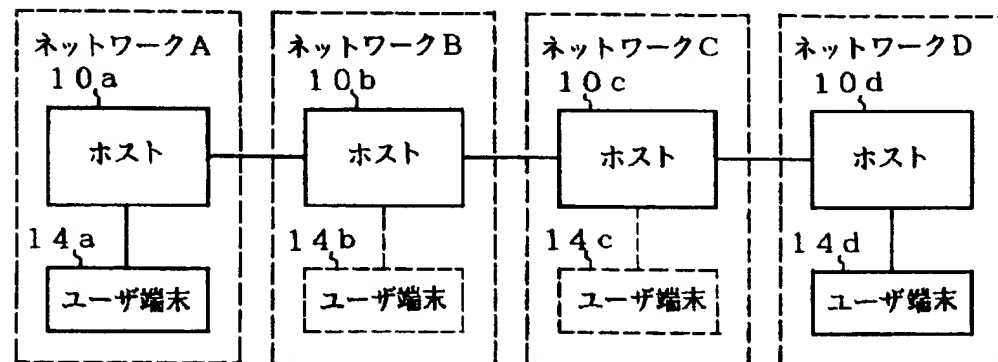 ネットワークA
10a
ホスト
14a
ユーザ端末
ネットワークB
10b
ホスト
14b
ユーザ端末
ネットワークC
10c
ホスト
14c
ユーザ端末
ネットワークD
10d
ホスト
14d
ユーザ端末